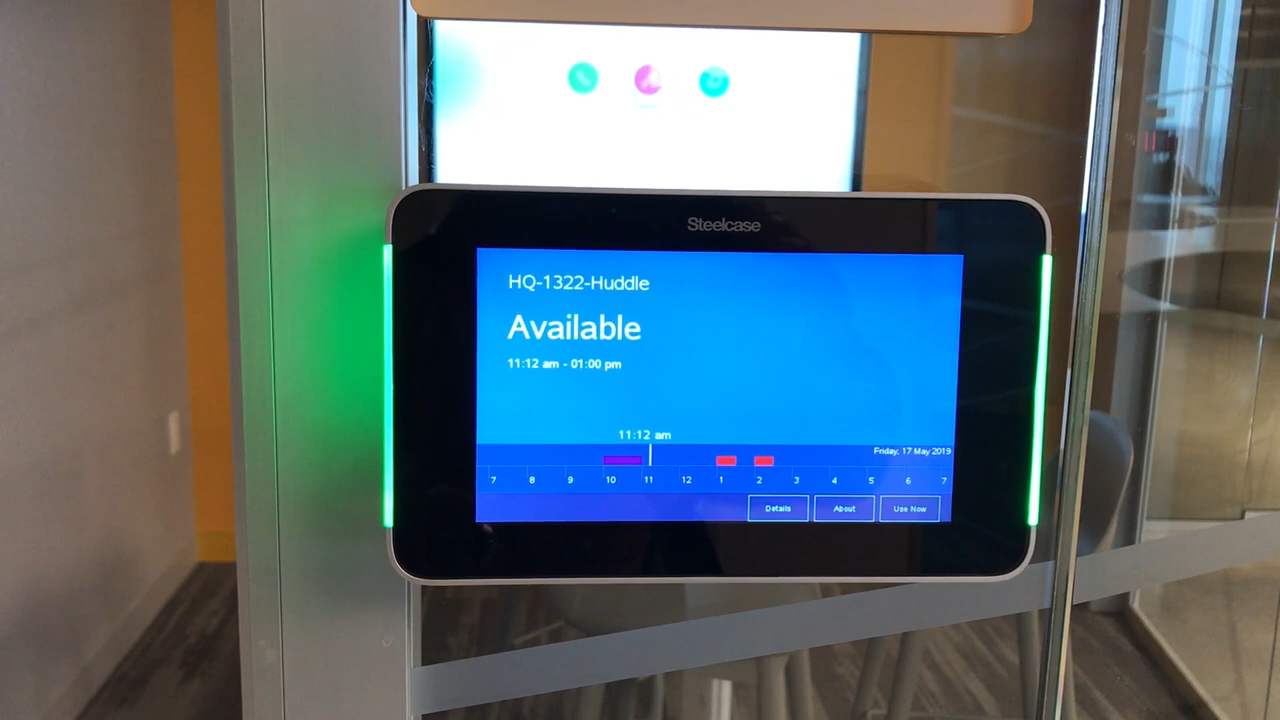 Steelcase
HQ-1322-Huddle
Available
11:12 am - 01:00 pm
11:12 am
Friday, 17 May 2019
7 8 9 10 11 12 1 2 3 4 5 6 7
Details About Use Now